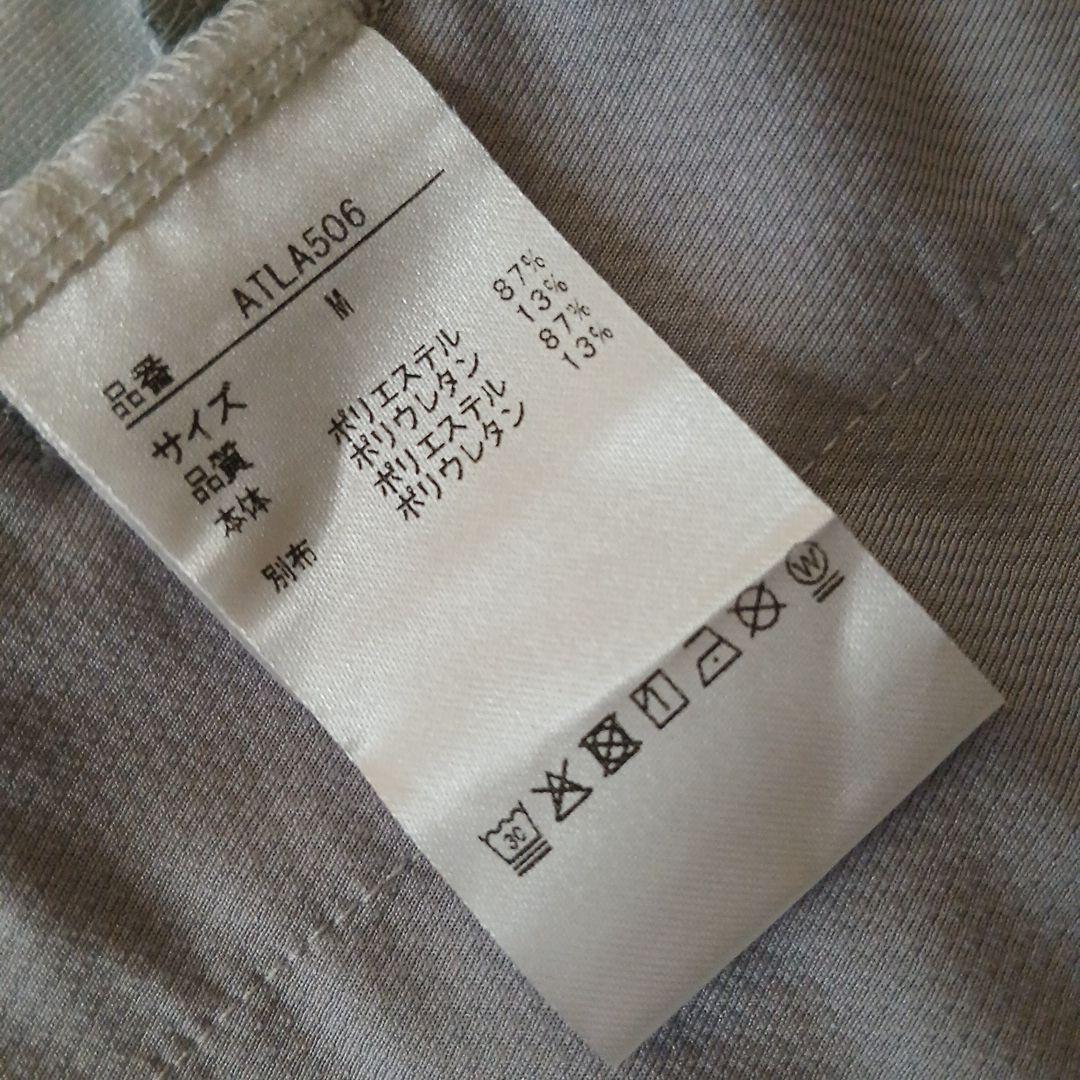 品番 ATLA506
サイズ M
品質
本体 ポリエステル 87%
ポリウレタン 13%
別布 ポリエステル 87%
ポリウレタン 13%
30
W